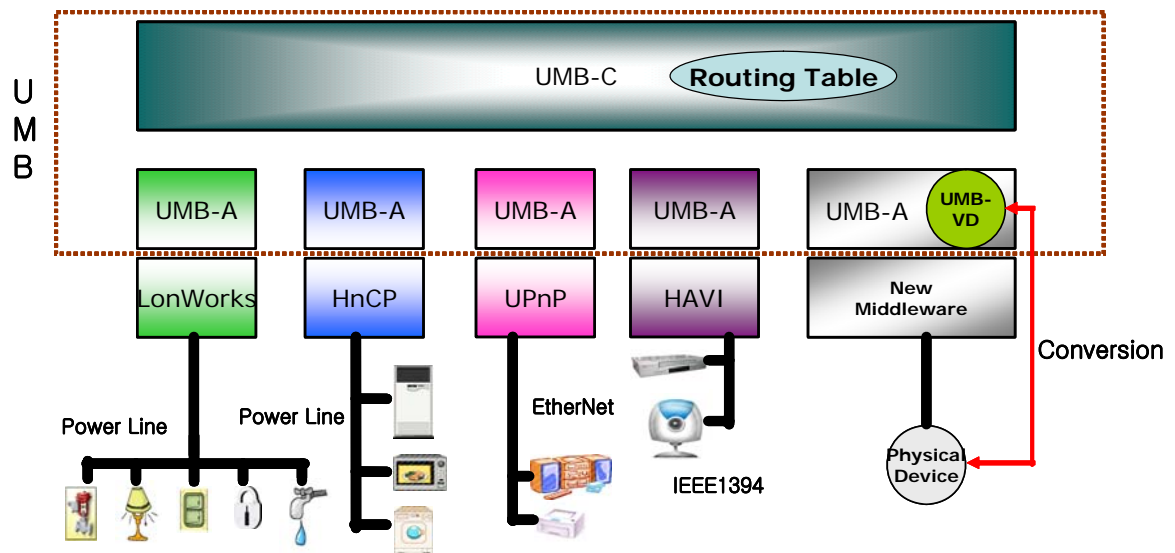 U
M
B
UMB-C
Routing Table
UMB-A
UMB-A
UMB-A
UMB-A
UMB-A
UMB-
VD
LonWorks
HnCP
UPnP
HAVI
New
Middleware
Conversion
Power Line
Power Line
EtherNet
IEEE1394
Physical
Device